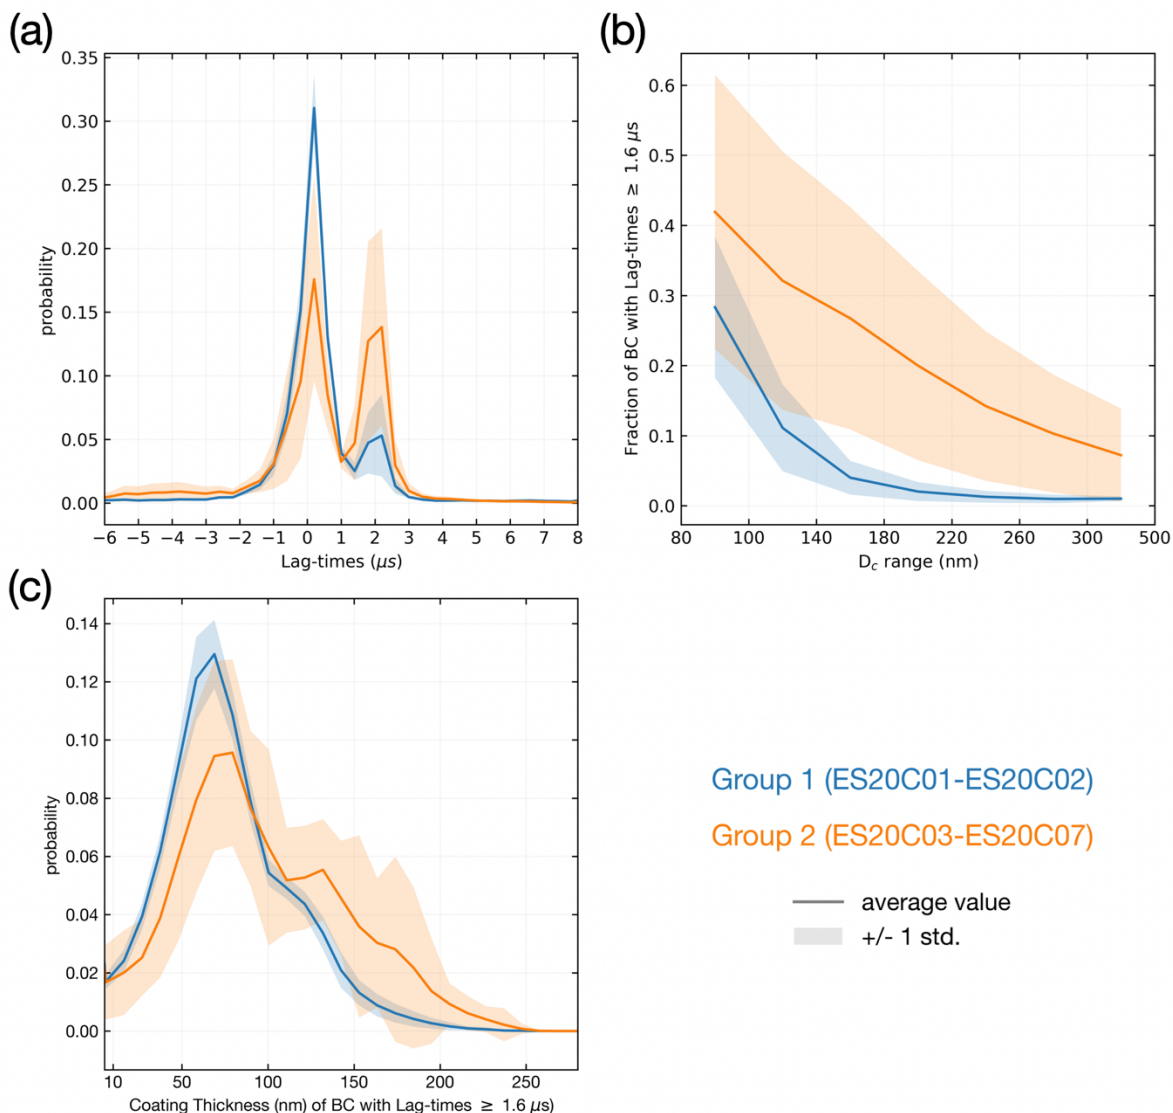 (a)
0.35
0.30
0.25
0.20
0.15
0.10
0.05
0.00
probability
−6 −5 −4 −3 −2 −1 0 1 2 3 4 5 6 7 8
Lag-times (μs)
(b)
0.6
0.5
0.4
0.3
0.2
0.1
0.0
Fraction of BC with Lag-times ≥ 1.6 μs
80 100 140 180 220 260 300 500
Dc range (nm)
(c)
0.14
0.12
0.10
0.08
0.06
0.04
0.02
0.00
probability
10 50 100 150 200 250
Coating Thickness (nm) of BC with Lag-times ≥ 1.6 μs)
Group 1 (ES20C01-ES20C02)
Group 2 (ES20C03-ES20C07)
average value
+/- 1 std.